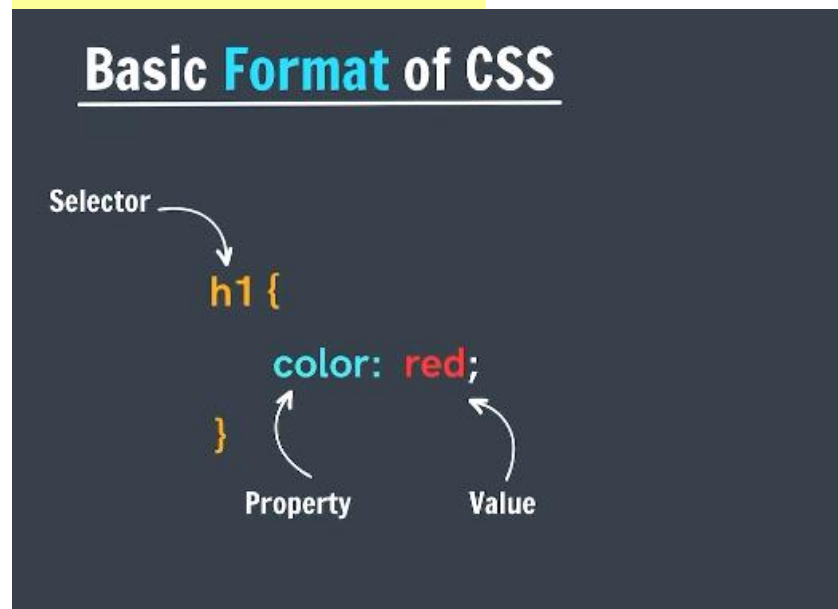 Basic Format of CSS
Selector
h1 {
color: red;
}
Property Value